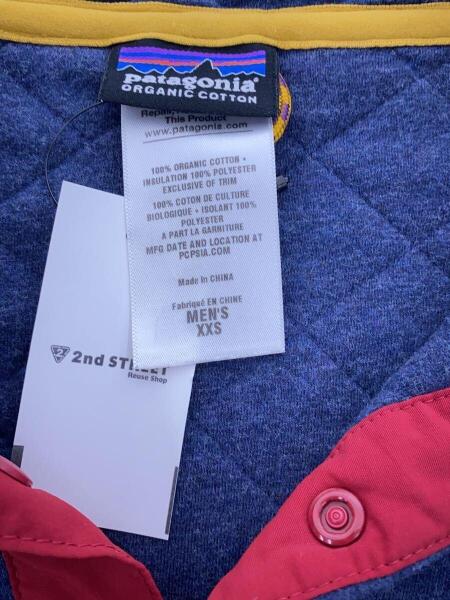 patagonia
ORGANIC COTTON
This Product
www.patagonia.com
100% ORGANIC COTTON •
INSULATION 100% POLYESTER
EXCLUSIVE OF TRIM
100% COTON DE CULTURE
BIOLOGIQUE • ISOLANT 100%
POLYESTER
A PART LA GARNITURE
MFG DATE AND LOCATION AT
PCPSIA.COM
Made in CHINA
Fabriqué EN CHINE
MEN'S
XXS
2nd STREET
Reuse Shop